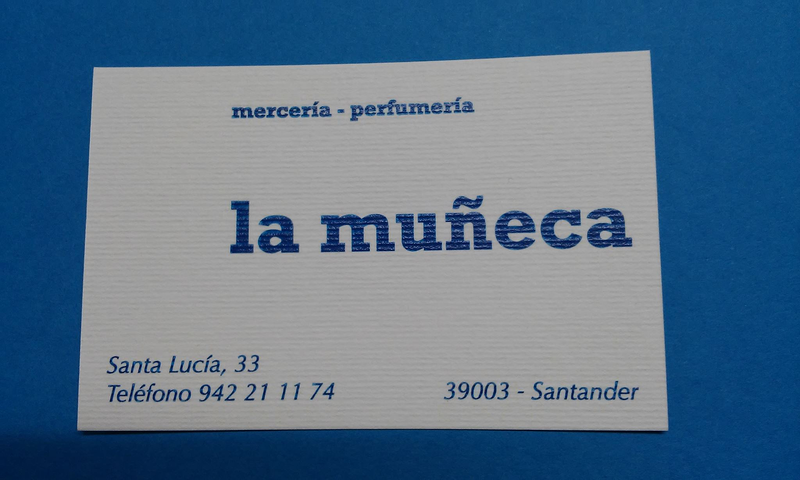 mercería - perfumería
la muñeca
Santa Lucía, 33
Teléfono 942 21 11 74
39003 - Santander